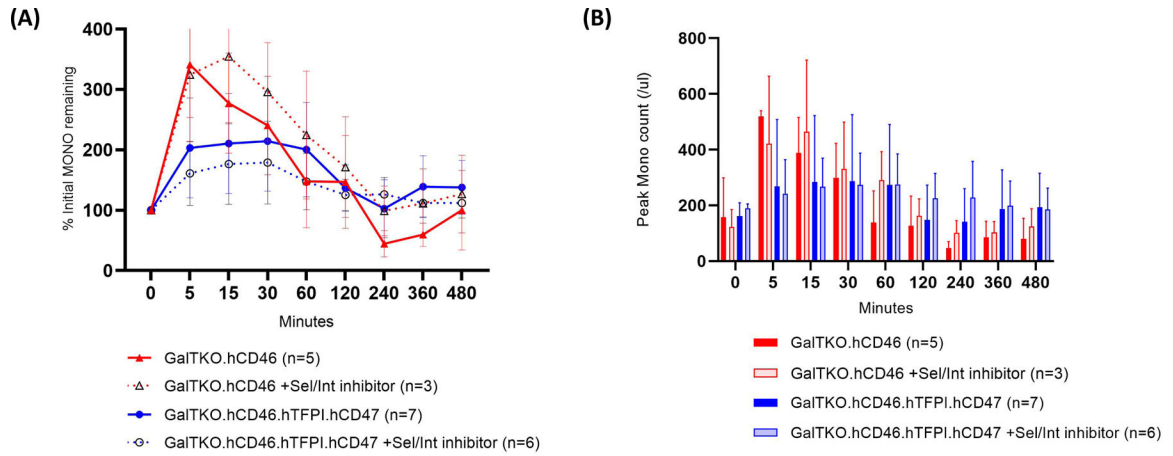 (A)
% Initial MONO remaining
400
300
200
100
0
0 5 15 30 60 120 240 360 480
Minutes
GalTKO.hCD46 (n=5)
GalTKO.hCD46 +Sel/Int inhibitor (n=3)
GalTKO.hCD46.hTFPI.hCD47 (n=7)
GalTKO.hCD46.hTFPI.hCD47 +Sel/Int inhibitor (n=6)
(B)
Peak Mono count (/ul)
800
600
400
200
0
0 5 15 30 60 120 240 360 480
Minutes
GalTKO.hCD46 (n=5)
GalTKO.hCD46 +Sel/Int inhibitor (n=3)
GalTKO.hCD46.hTFPI.hCD47 (n=7)
GalTKO.hCD46.hTFPI.hCD47 +Sel/Int inhibitor (n=6)